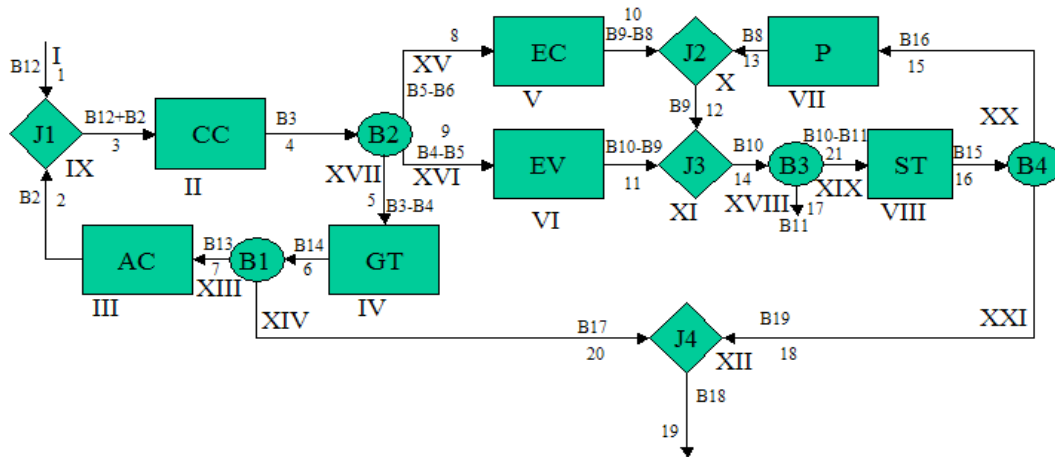 10
8
EC
B9-B8
J2
B8
P
B16
I
XV
13
15
B12
1
B5-B6
V
X
VII
B9
12
XX
J1
B12+B2
CC
B3
B2
9
B10-B11
3
4
B4-B5
EV
B10-B9
J3
B10
B3
21
ST
B15
B4
IX
XVII
XVI
11
14
XIX
16
II
5
VI
XI
XVIII
17
VIII
B2
2
B3-B4
B11
AC
B13
B1
B14
GT
7
6
XIII
III
IV
XIV
XXI
B17
J4
B19
20
XII
18
B18
19